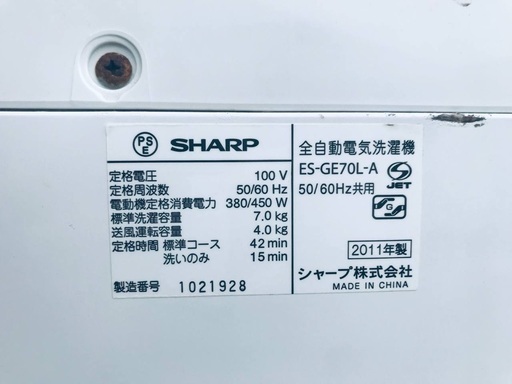 PS
E
SHARP
定格電圧 100 V
定格周波数 50/60 Hz
電動機定格消費電力 380/450 W
標準洗濯容量 7.0 kg
送風運転容量 4.0 kg
定格時間 標準コース 42 min
洗いのみ 15 min
製造番号 1021928
全自動電気洗濯機
ES-GE70L-A
50/60Hz共用
S
JET
SGS
2011年製
シャープ株式会社
MADE IN CHINA